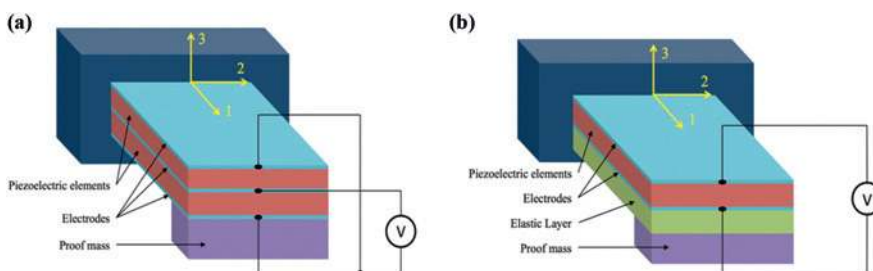 (a)
3
2
1
Piezoelectric elements
Electrodes
Proof mass
V
(b)
3
2
1
Piezoelectric elements
Electrodes
Elastic Layer
Proof mass
V